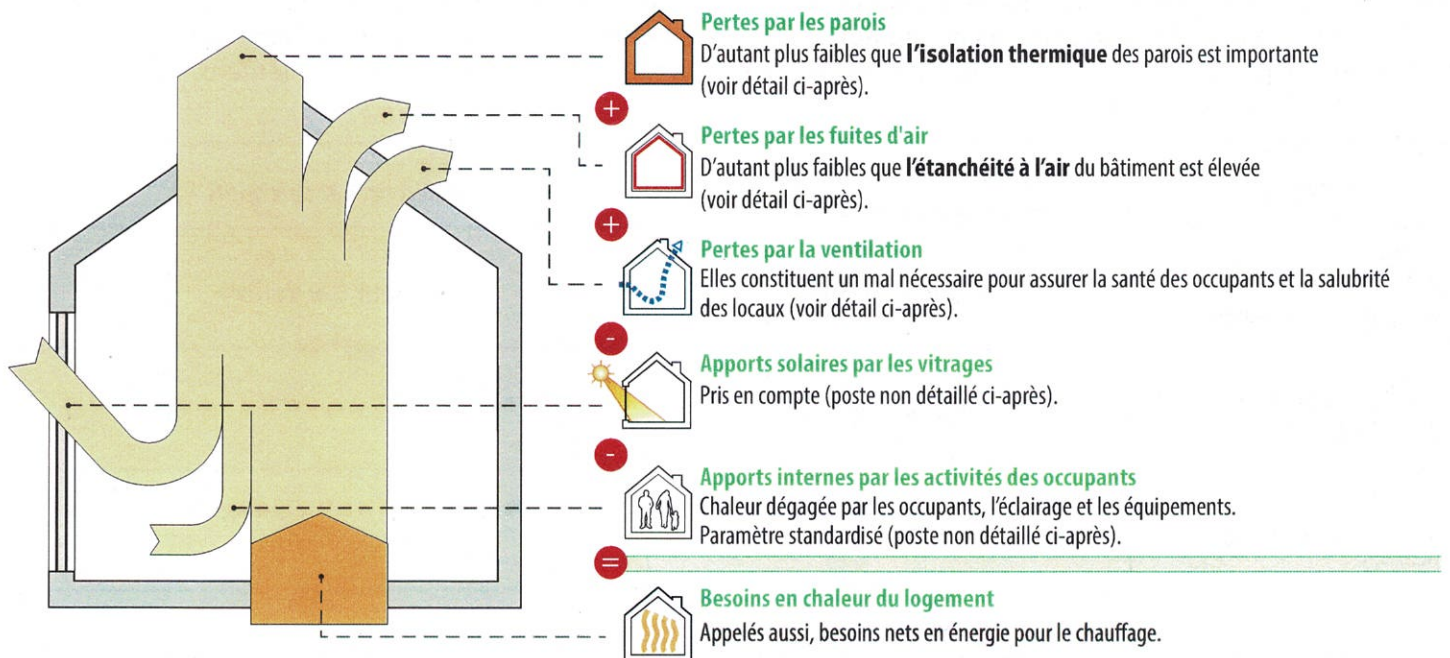 Pertes par les parois
D'autant plus faibles que l'isolation thermique des parois est importante
(voir détail ci-après).
+
Pertes par les fuites d'air
D'autant plus faibles que l'étanchéité à l'air du bâtiment est élevée
(voir détail ci-après).
+
Pertes par la ventilation
Elles constituent un mal nécessaire pour assurer la santé des occupants et la salubrité
des locaux (voir détail ci-après).
-
Apports solaires par les vitrages
Pris en compte (poste non détaillé ci-après).
-
Apports internes par les activités des occupants
Chaleur dégagée par les occupants, l'éclairage et les équipements.
Paramètre standardisé (poste non détaillé ci-après).
=
Besoins en chaleur du logement
Appelés aussi, besoins nets en énergie pour le chauffage.